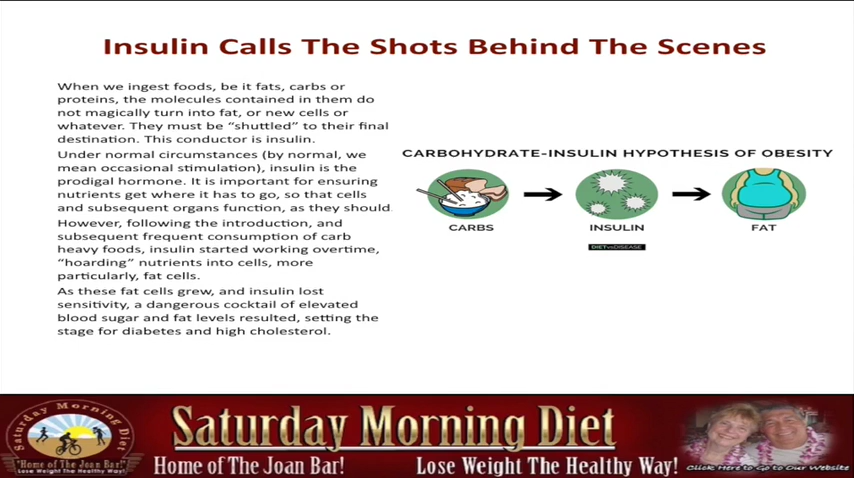 Insulin Calls The Shots Behind The Scenes
When we ingest foods, be it fats, carbs or
proteins, the molecules contained in them do
not magically turn into fat, or new cells or
whatever. They must be “shuttled” to their final
destination. This conductor is insulin.
Under normal circumstances (by normal, we
mean occasional stimulation), insulin is the
prodigal hormone. It is important for ensuring
nutrients get where it has to go, so that cells
and subsequent organs function, as they should.
However, following the introduction, and
subsequent frequent consumption of carb
heavy foods, insulin started working overtime,
“hoarding” nutrients into cells, more
particularly, fat cells.
As these fat cells grew, and insulin lost
sensitivity, a dangerous cocktail of elevated
blood sugar and fat levels resulted, setting the
stage for diabetes and high cholesterol.
CARBOHYDRATE-INSULIN HYPOTHESIS OF OBESITY
CARBS
INSULIN
FAT
DIETvsDISEASE
Saturday Morning Diet
"Home of The Joan Bar!"
Lose Weight The Healthy Way!
Saturday Morning Diet
Home of The Joan Bar!
Lose Weight The Healthy Way!
Click Here to Go to Our Website